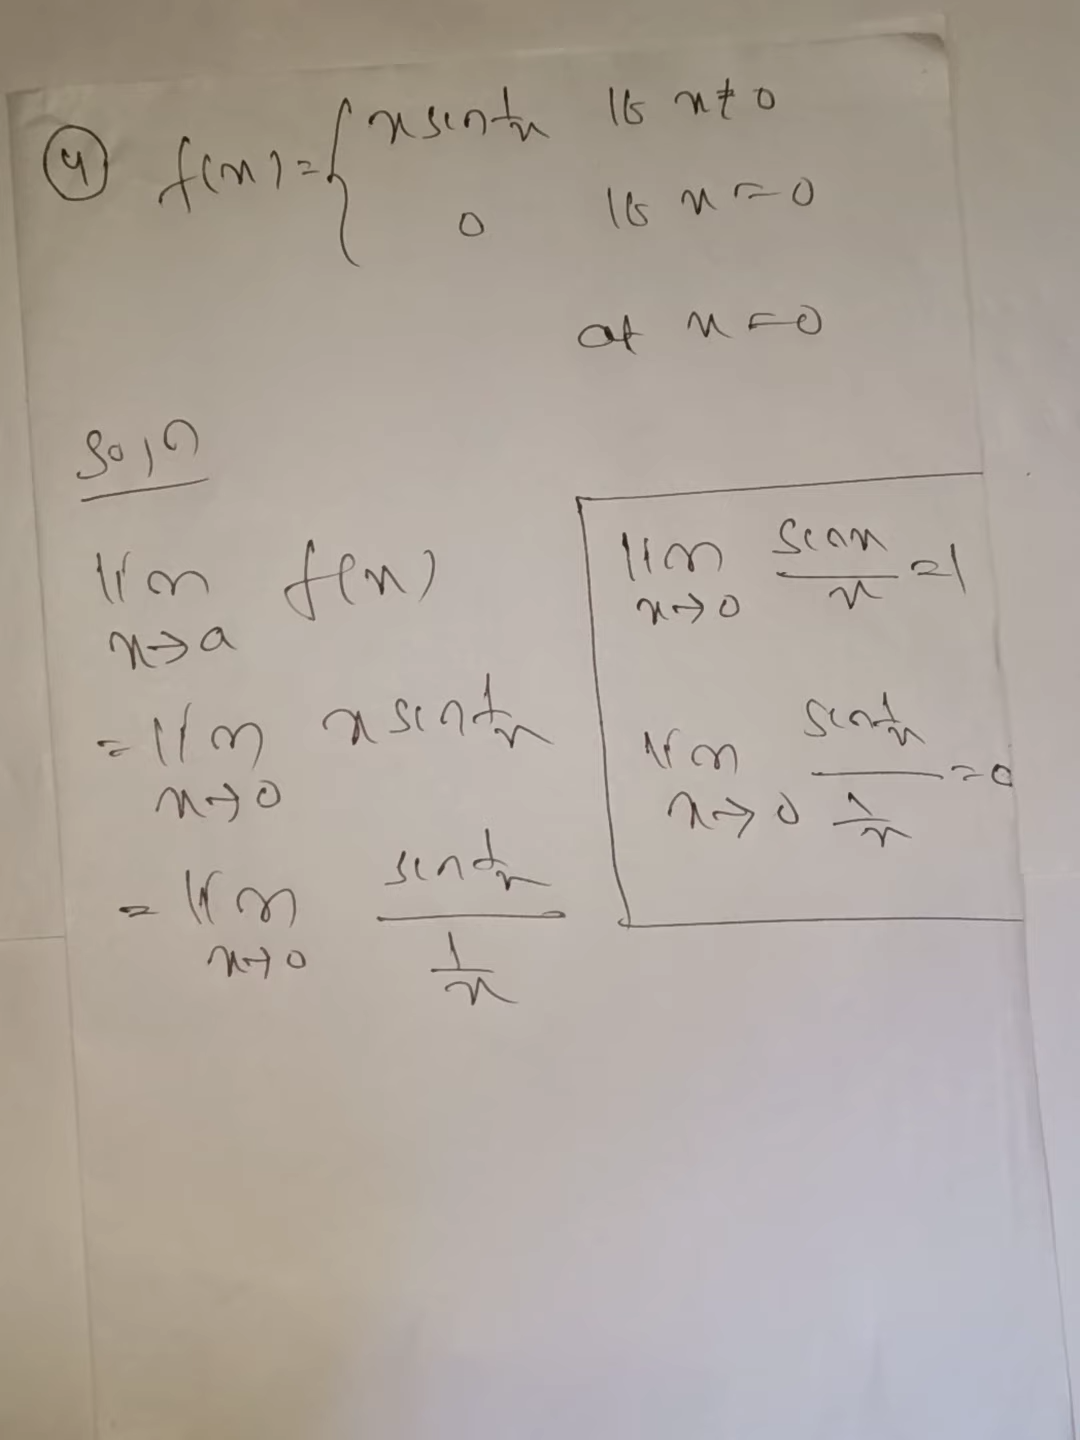 ④ f(x) = { x sin 1/x if x ≠ 0
0 if x = 0
at x = 0
Soln
lim f(x)
x→a
= lim x sin 1/x
x→0
= lim (sin 1/x)/(1/x)
x→0
lim (sin x)/x = 1
x→0
lim (sin 1/x)/(1/x) = 0
x→0